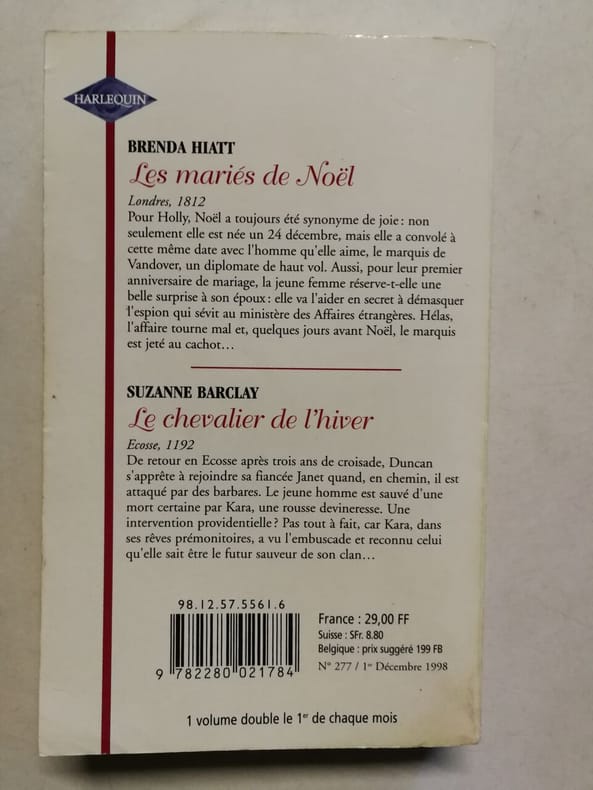 HARLEQUIN
BRENDA HIATT
Les mariés de Noël
Londres, 1812
Pour Holly, Noël a toujours été synonyme de joie : non
seulement elle est née un 24 décembre, mais elle a convolé à
cette même date avec l'homme qu'elle aime, le marquis de
Vandover, un diplomate de haut vol. Aussi, pour leur premier
anniversaire de mariage, la jeune femme réserve-t-elle une
belle surprise à son époux : elle va l'aider en secret à démasquer
l'espion qui sévit au ministère des Affaires étrangères. Hélas,
l'affaire tourne mal et, quelques jours avant Noël, le marquis
est jeté au cachot…
SUZANNE BARCLAY
Le chevalier de l'hiver
Ecosse, 1192
De retour en Ecosse après trois ans de croisade, Duncan
s'apprête à rejoindre sa fiancée Janet quand, en chemin, il est
attaqué par des barbares. Le jeune homme est sauvé d'une
mort certaine par Kara, une rousse devineresse. Une
intervention providentielle ? Pas tout à fait, car Kara, dans
ses rêves prémonitoires, a vu l'embuscade et reconnu celui
qu'elle sait être le futur sauveur de son clan…
98.12.57.5561.6
9 782280 021784
France : 29,00 FF
Suisse : SFr. 8.80
Belgique : prix suggéré 199 FB
N° 277 / 1er Décembre 1998
1 volume double le 1er de chaque mois